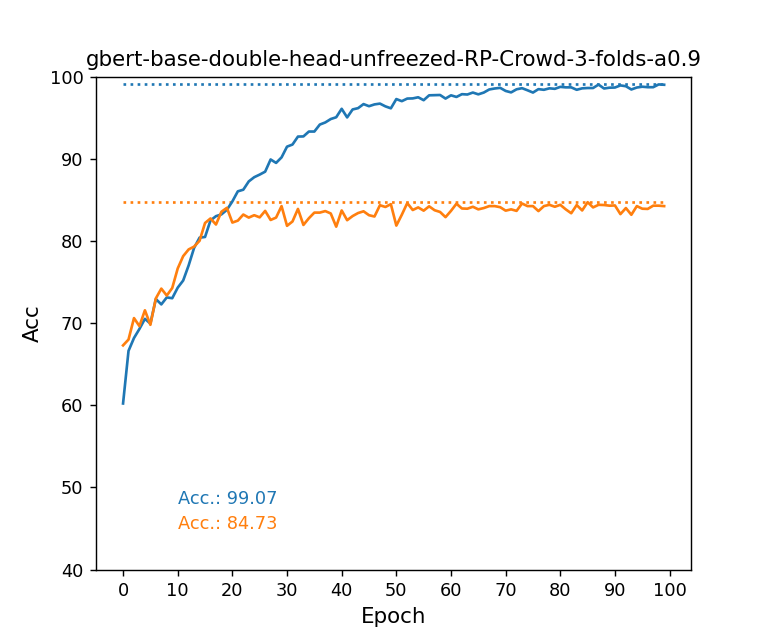 gbert-base-double-head-unfreezed-RP-Crowd-3-folds-a0.9
100
90
80
70
60
50
40
Acc
Acc.: 99.07
Acc.: 84.73
0 10 20 30 40 50 60 70 80 90 100
Epoch